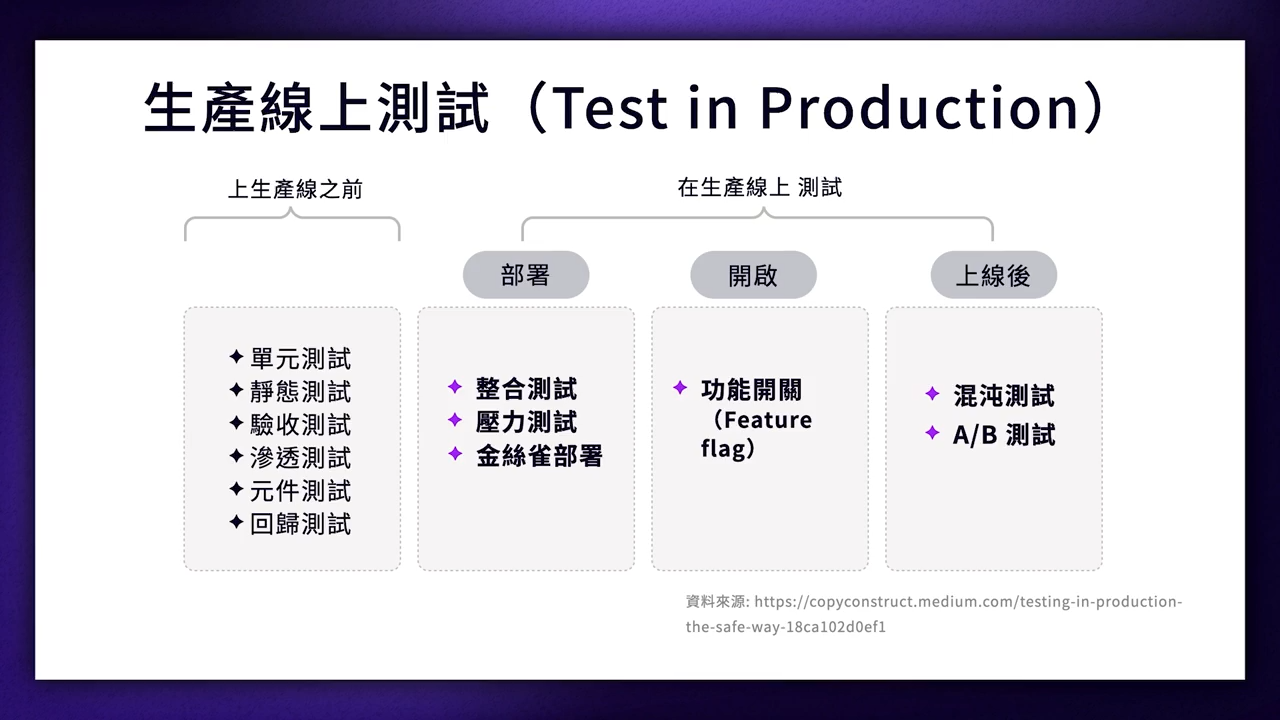 生產線上測試（Test in Production）
上生產線之前
在生產線上 測試
部署
開啟
上線後
✦單元測試
✦靜態測試
✦驗收測試
✦滲透測試
✦元件測試
✦回歸測試
✦ 整合測試
✦ 壓力測試
✦ 金絲雀部署
✦ 功能開關
（Feature
flag）
✦ 混沌測試
✦ A/B 測試
資料來源: https://copyconstruct.medium.com/testing-in-production-
the-safe-way-18ca102d0ef1